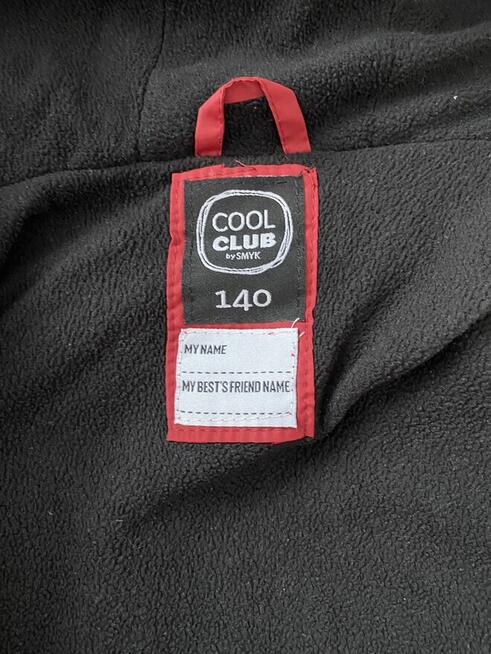 COOL
CLUB
by SMYK
140
MY NAME
MY BEST'S FRIEND NAME